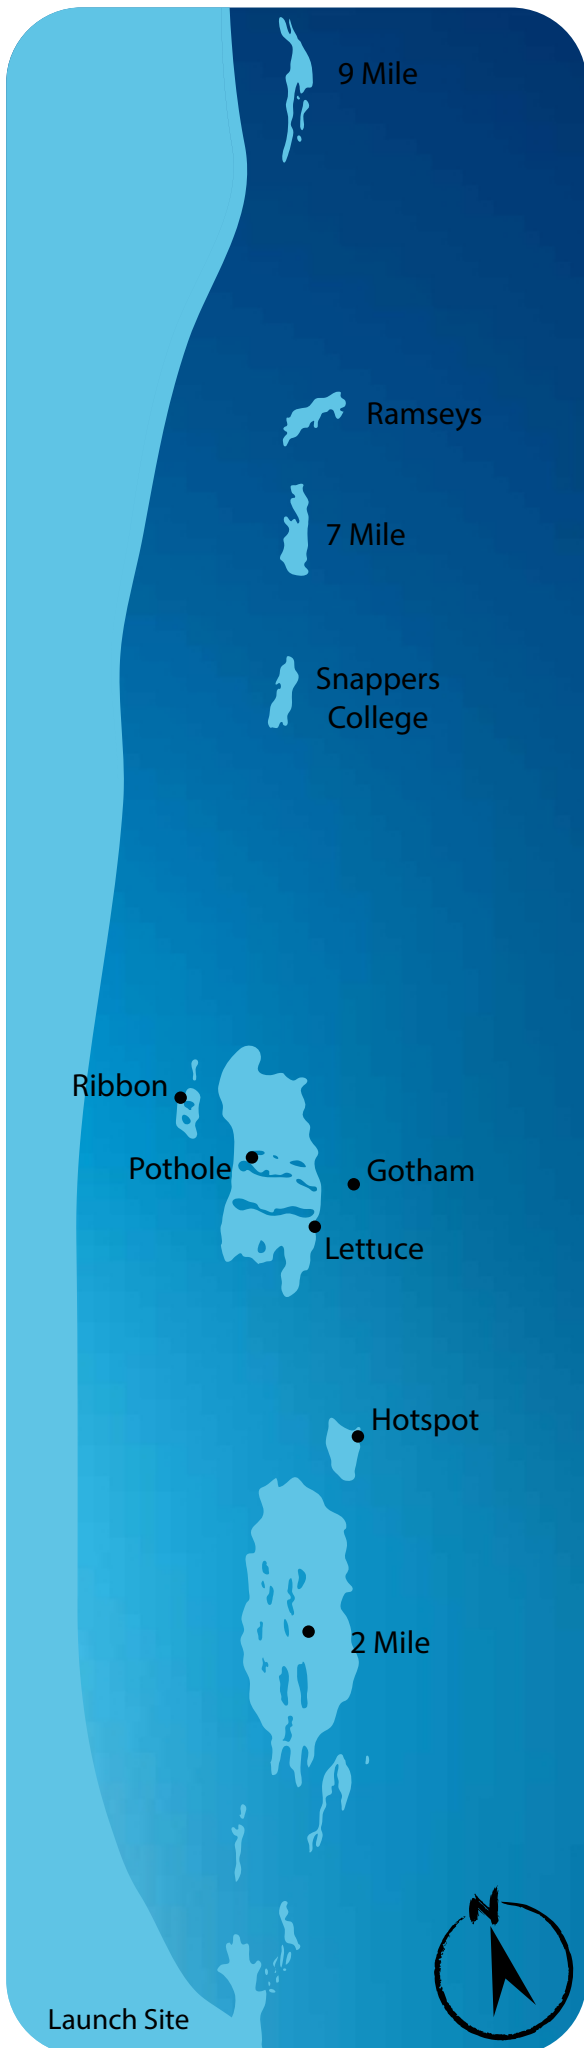 9 Mile
Ramseys
7 Mile
Snappers
College
Ribbon
Pothole
Gotham
Lettuce
Hotspot
2 Mile
N
Launch Site